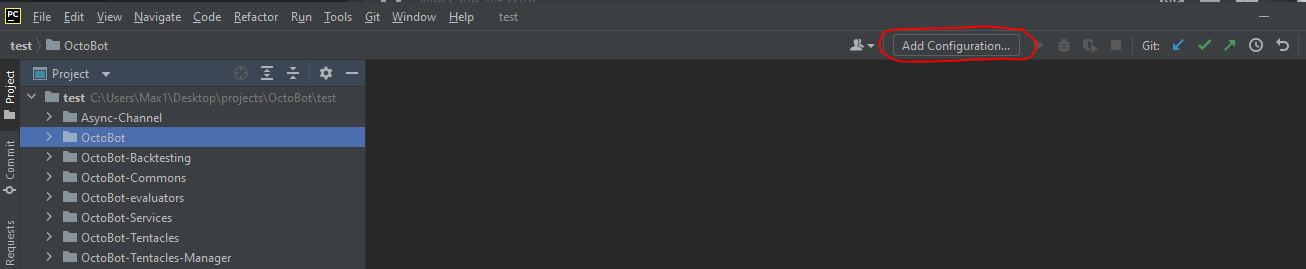 PC File Edit View Navigate Code Refactor Run Tools Git Window Help test
test OctoBot Add Configuration... Git:
Project
Project
test C:\Users\Max1\Desktop\projects\OctoBot\test
Async-Channel
OctoBot
OctoBot-Backtesting
Commit
OctoBot-Commons
OctoBot-evaluators
OctoBot-Services
Requests
OctoBot-Tentacles
OctoBot-Tentacles-Manager